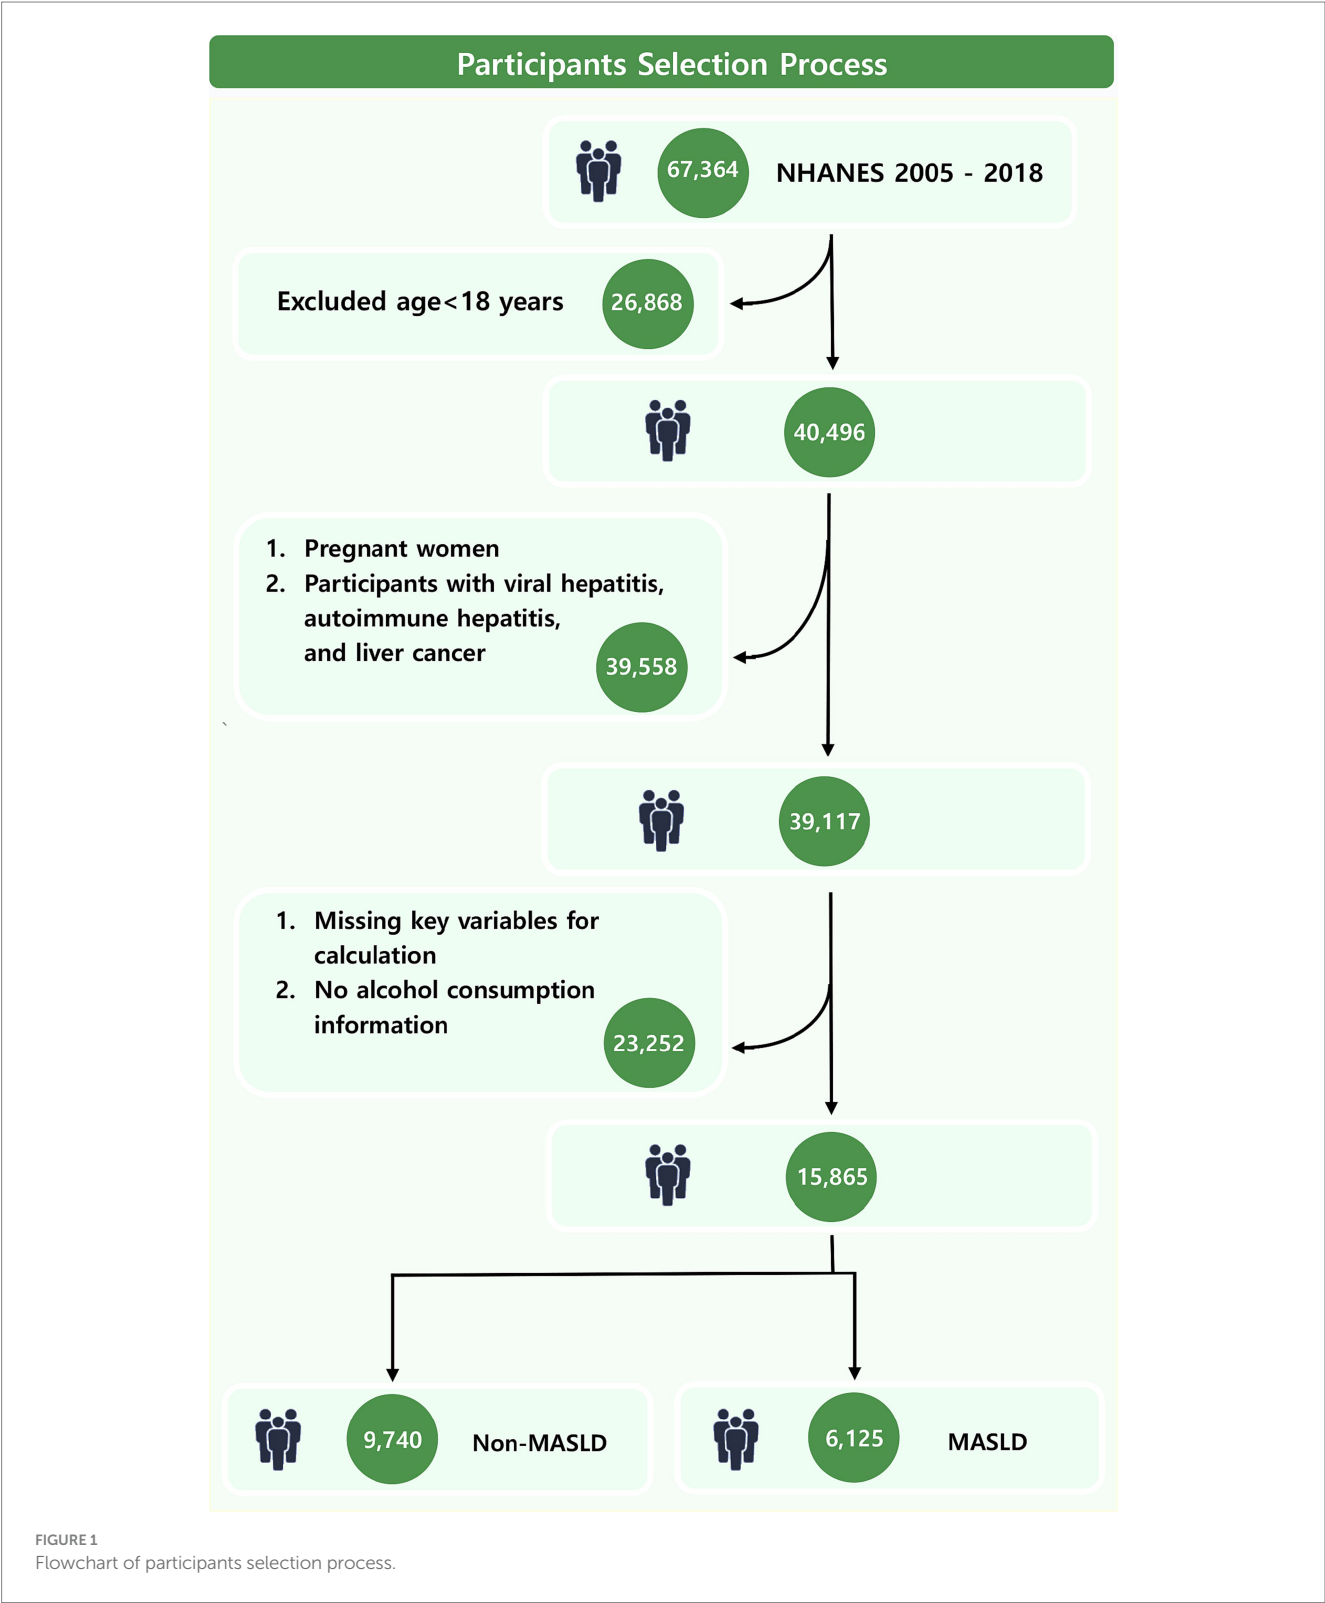 Participants Selection Process
67,364 NHANES 2005 - 2018
Excluded age<18 years 26,868
40,496
1. Pregnant women
2. Participants with viral hepatitis,
autoimmune hepatitis,
and liver cancer
39,558
`
39,117
1. Missing key variables for
calculation
2. No alcohol consumption
information
23,252
15,865
9,740 Non-MASLD
6,125 MASLD
FIGURE 1
Flowchart of participants selection process.